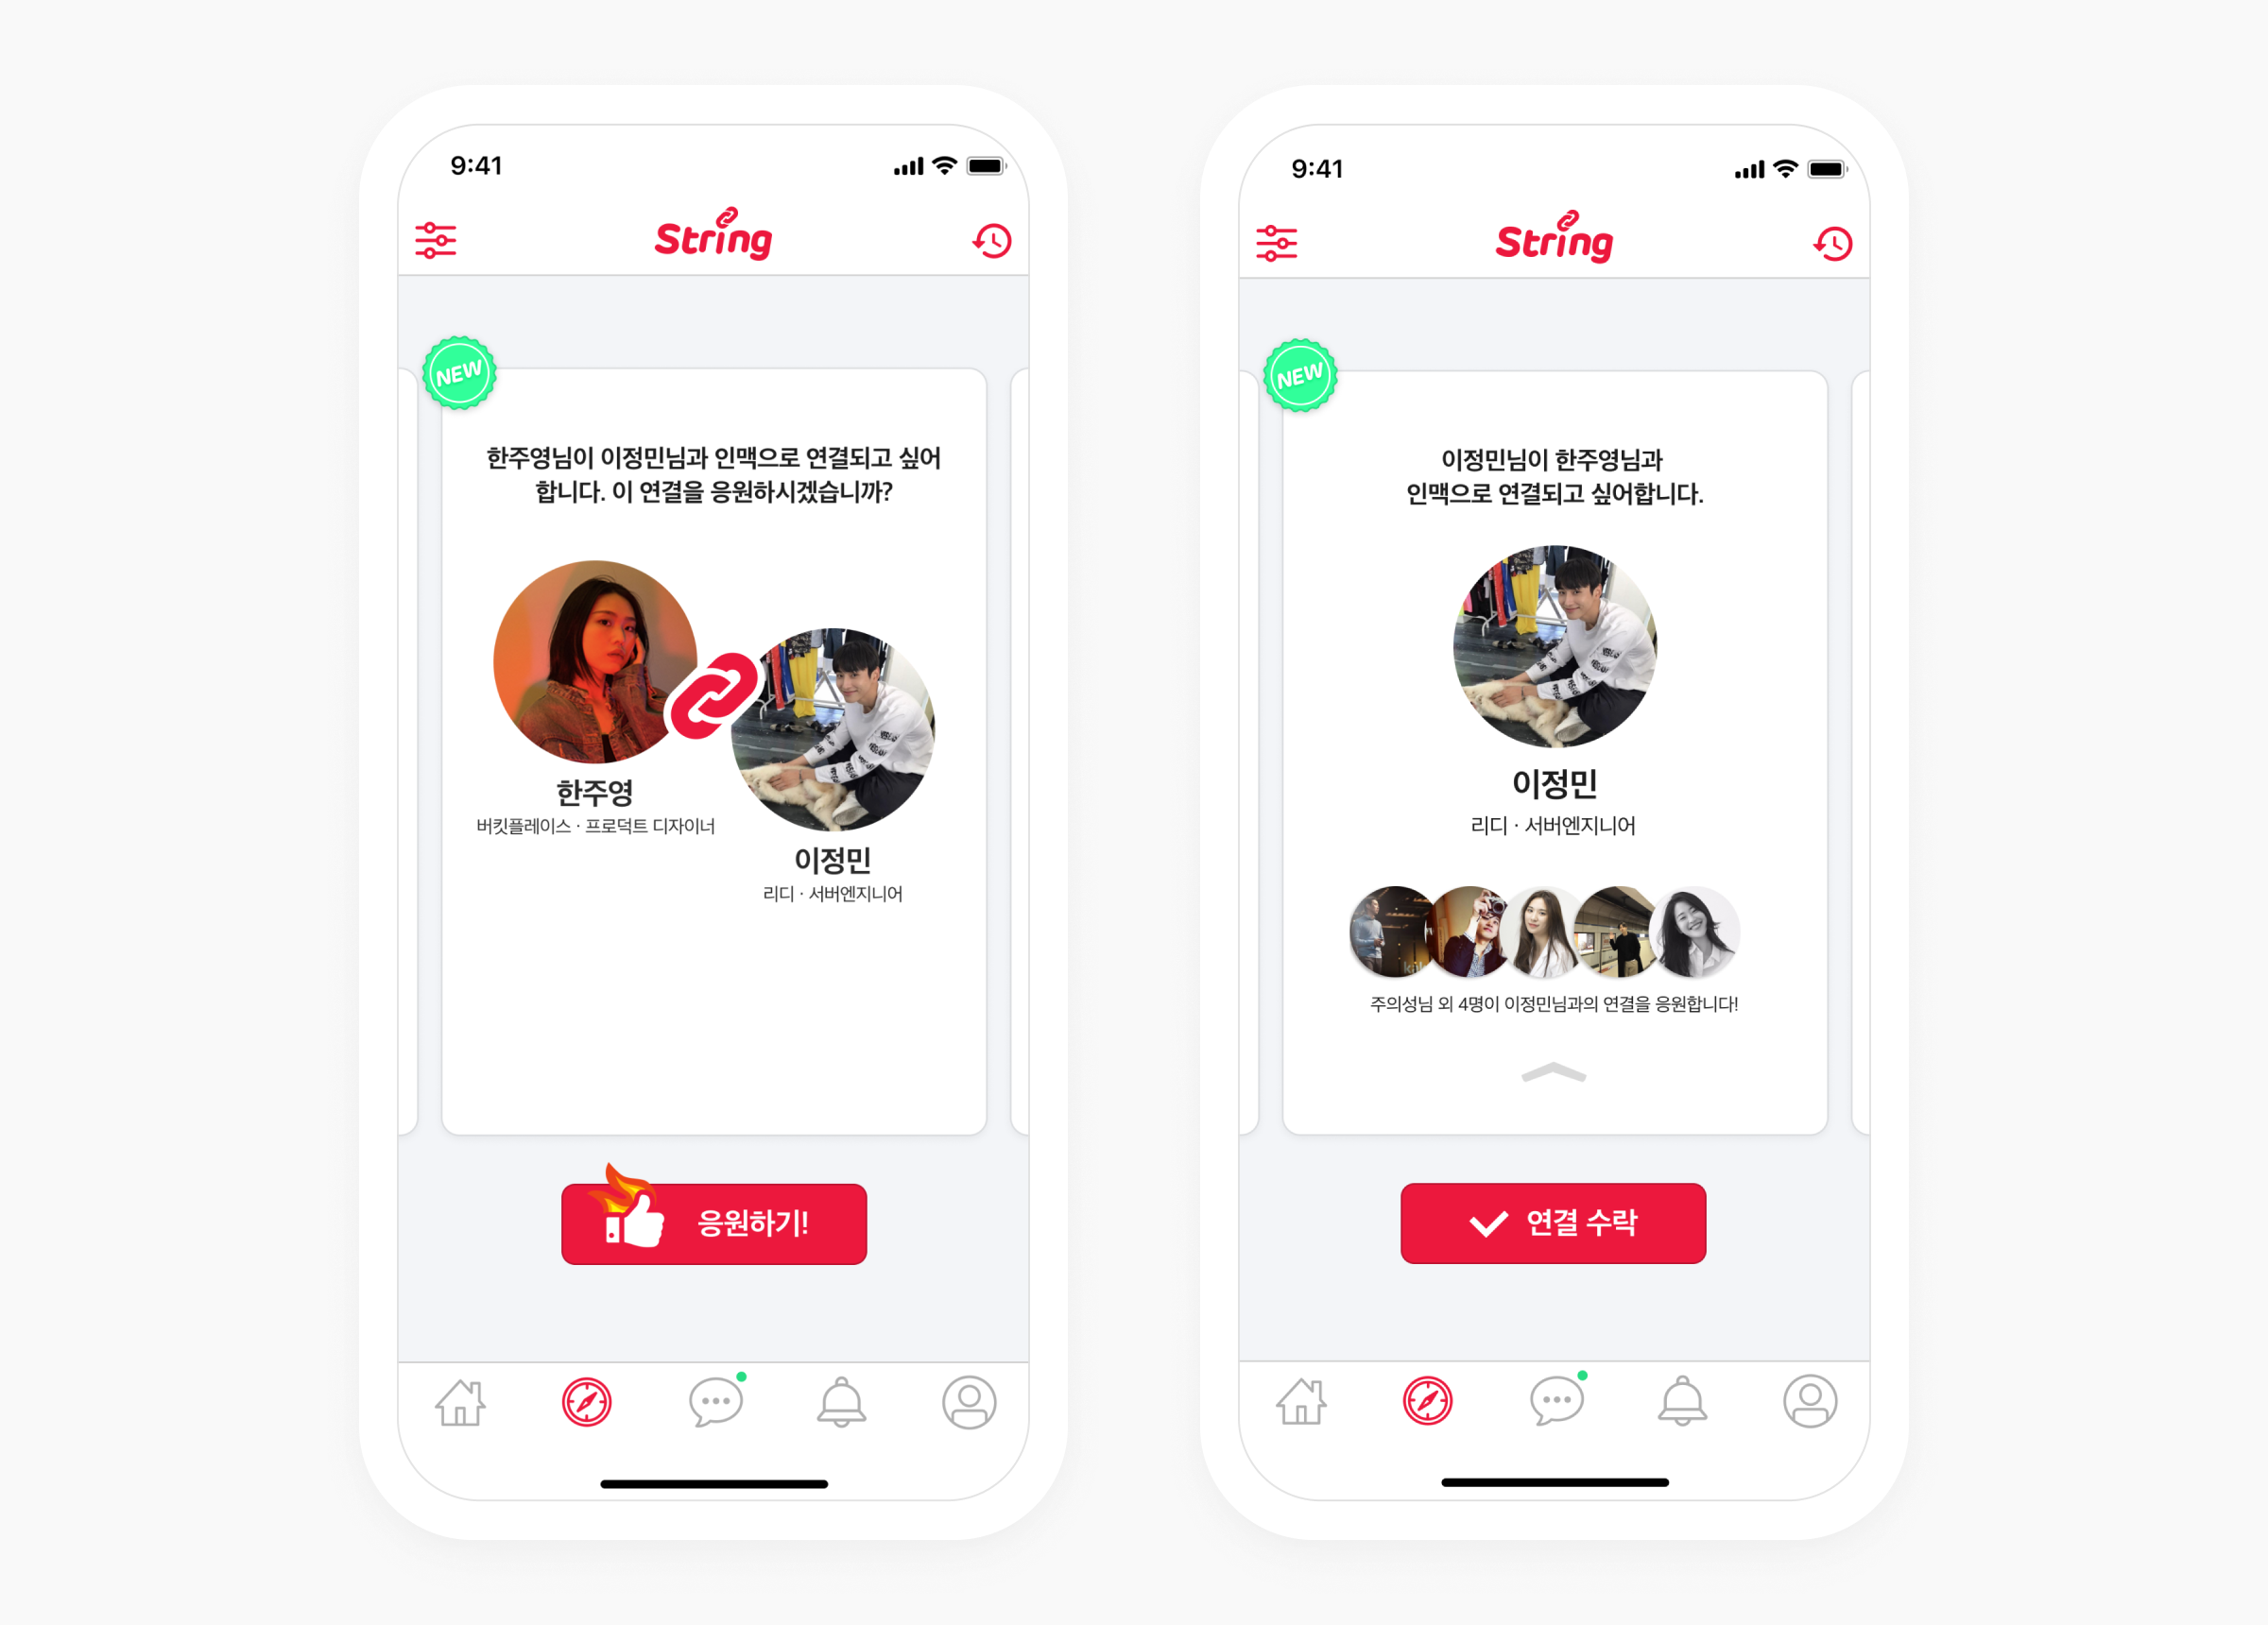 9:41
String
NEW
한주영님이 이정민님과 인맥으로 연결되고 싶어
합니다. 이 연결을 응원하시겠습니까?
한주영
버킷플레이스 · 프로덕트 디자이너
이정민
리디 · 서버엔지니어
응원하기!
9:41
String
NEW
이정민님이 한주영님과
인맥으로 연결되고 싶어합니다.
이정민
리디 · 서버엔지니어
주의성님 외 4명이 이정민님과의 연결을 응원합니다!
연결 수락